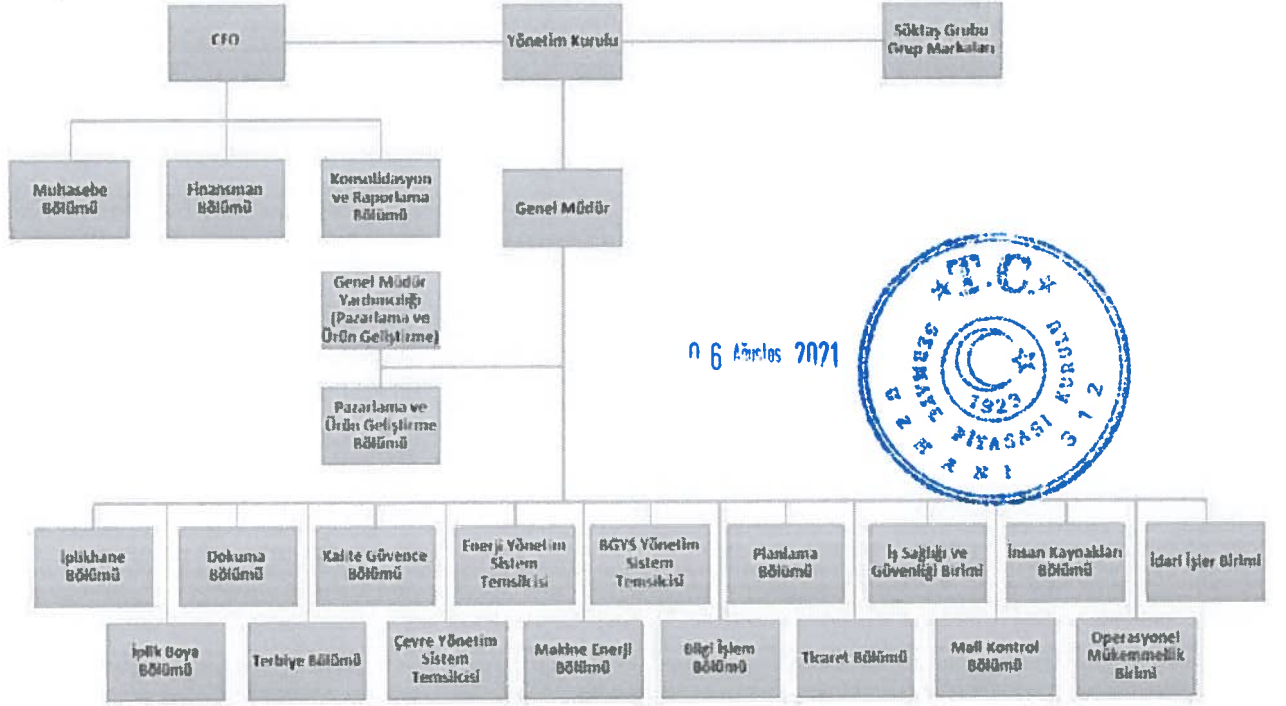 CFO
Yönetim Kurulu
Söktaş Grubu
Grup Markaları
Muhasebe
Bölümü
Finansman
Bölümü
Konsolidasyon
ve Raporlama
Bölümü
Genel Müdür
Genel Müdür
Yardımcılığı
(Pazarlama ve
Ürün Geliştirme)
Pazarlama ve
Ürün Geliştirme
Bölümü
0 6 Ağustos 2021
T.C.
SERMAYE PİYASASI KURULU
1923
UZMANI 312
İplikhane
Bölümü
Dokuma
Bölümü
Kalite Güvence
Bölümü
Enerji Yönetim
Sistem
Temsilcisi
BGYS Yönetim
Sistem
Temsilcisi
Planlama
Bölümü
İş Sağlığı ve
Güvenliği Birimi
İnsan Kaynakları
Bölümü
İdari İşler Birimi
İplik Boya
Bölümü
Terbiye Bölümü
Çevre Yönetim
Sistem
Temsilcisi
Makine Enerji
Bölümü
Bilgi İşlem
Bölümü
Ticaret Bölümü
Mali Kontrol
Bölümü
Operasyonel
Mükemmellik
Birimi